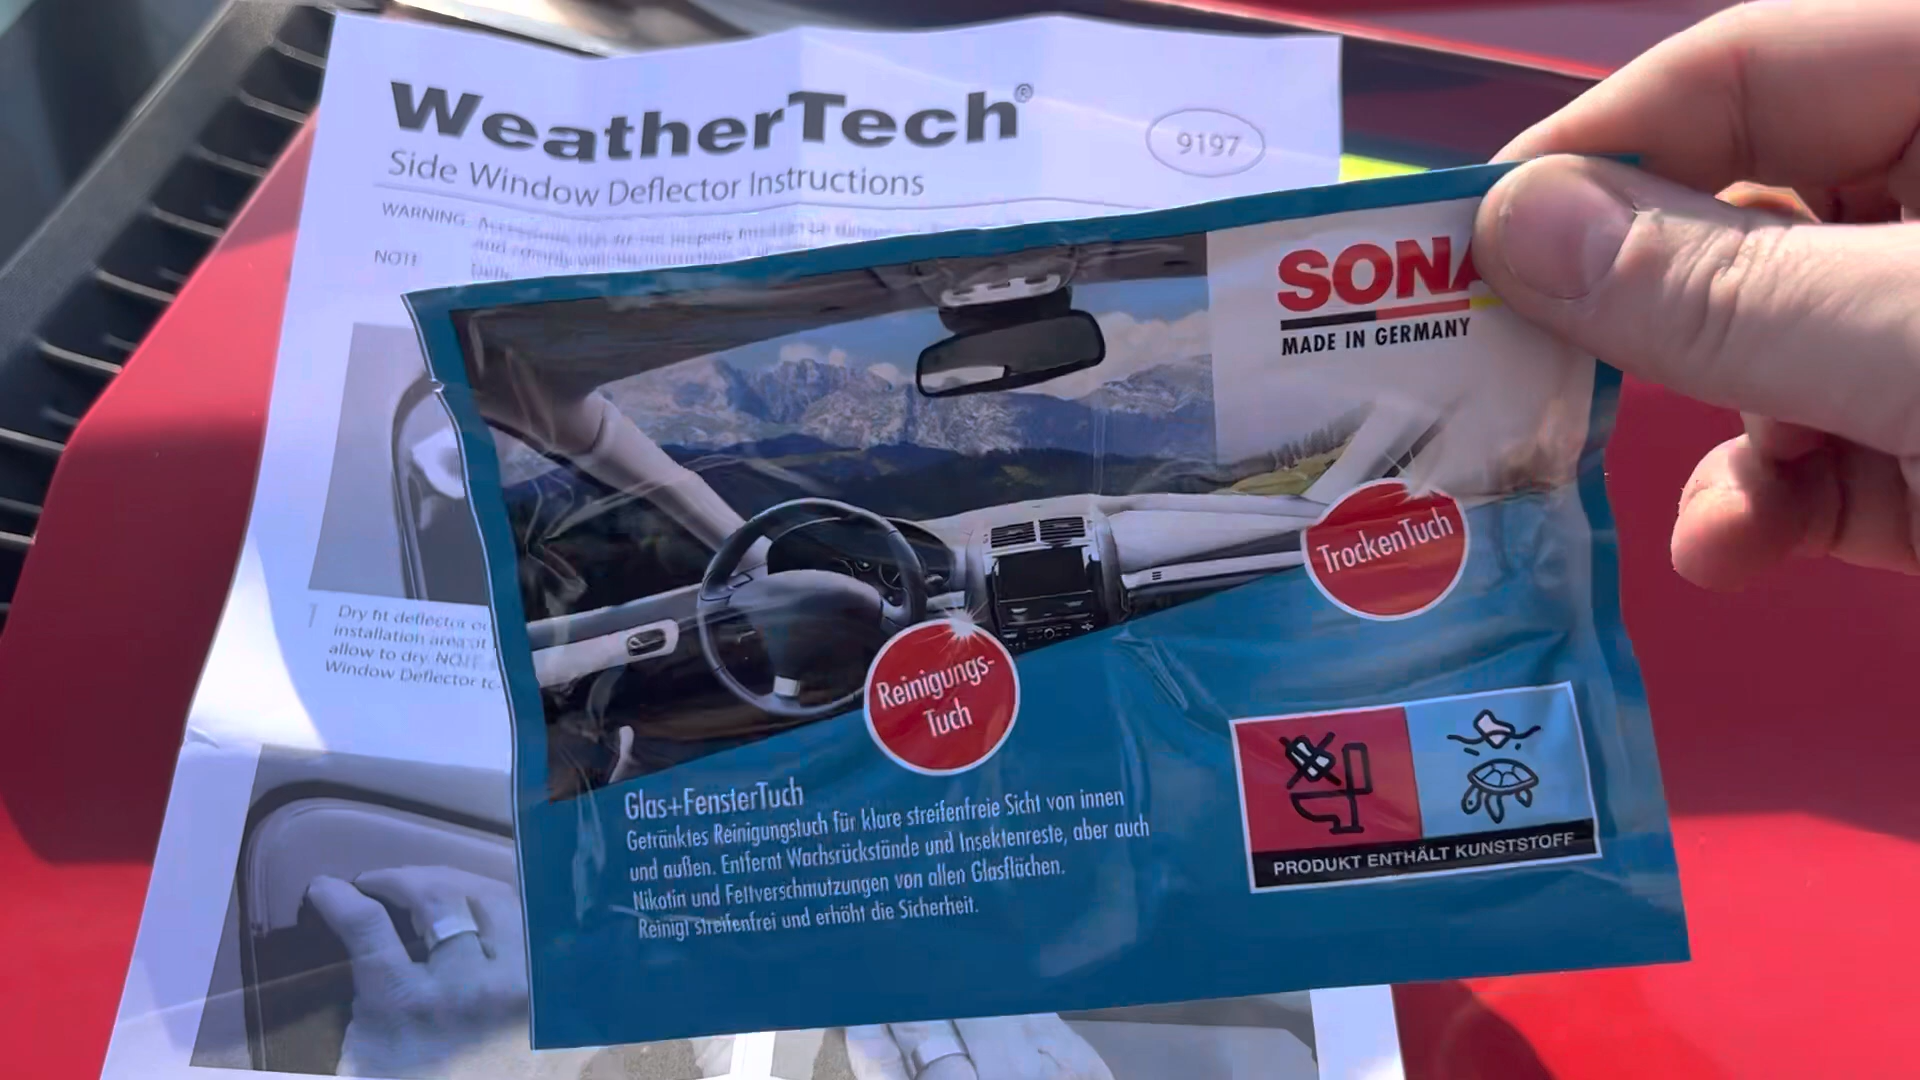 WeatherTech®
9197
Side Window Deflector Instructions
WARNING
NOTE
SONA
MADE IN GERMANY
TrockenTuch
Reinigungs-
Tuch
1 Dry fit deflector
installation area
allow to dry. NOTE
Window Deflector to
Glas+FensterTuch
Getränktes Reinigungstuch für klare streifenfreie Sicht von innen
und außen. Entfernt Wachsrückstände und Insektenreste, aber auch
Nikotin und Fettverschmutzungen von allen Glasflächen.
Reinigt streifenfrei und erhöht die Sicherheit.
PRODUKT ENTHÄLT KUNSTSTOFF